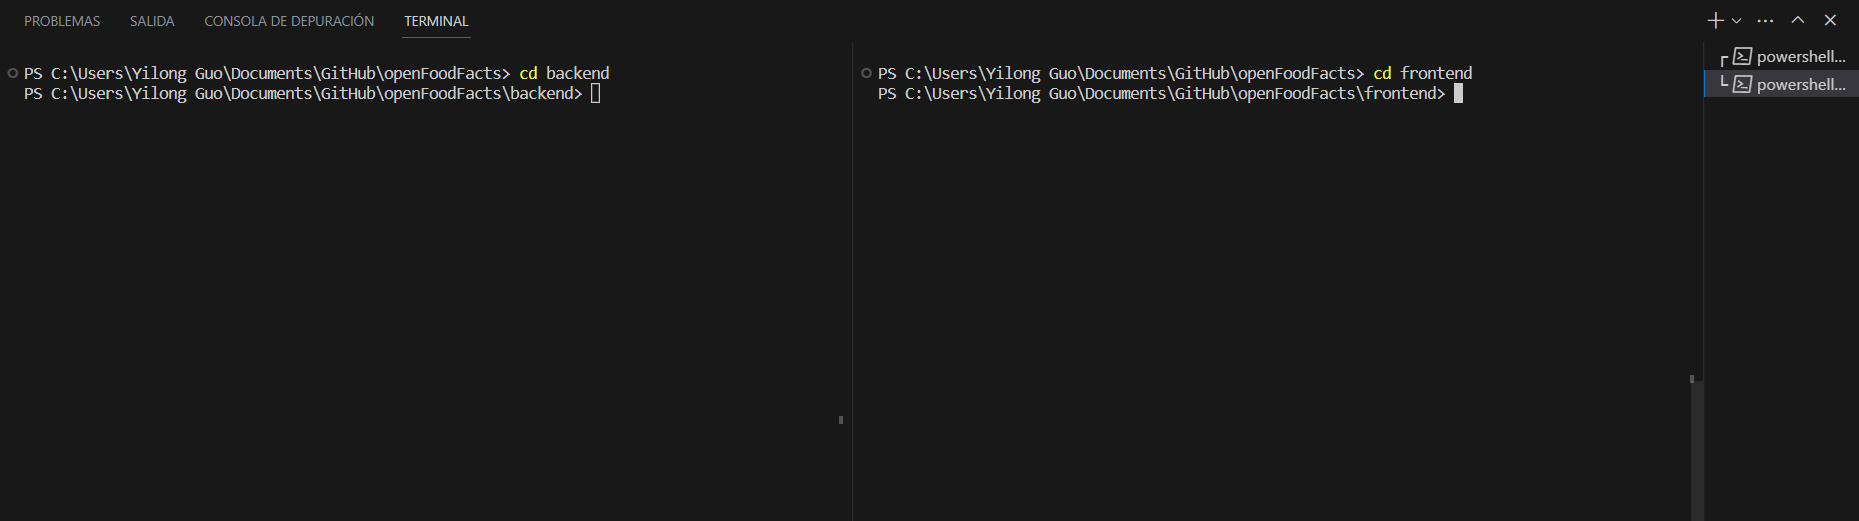 PROBLEMAS SALIDA CONSOLA DE DEPURACIÓN TERMINAL
PS C:\Users\Yilong Guo\Documents\GitHub\openFoodFacts> cd backend
PS C:\Users\Yilong Guo\Documents\GitHub\openFoodFacts\backend>
PS C:\Users\Yilong Guo\Documents\GitHub\openFoodFacts> cd frontend
PS C:\Users\Yilong Guo\Documents\GitHub\openFoodFacts\frontend>
powershell...
powershell...